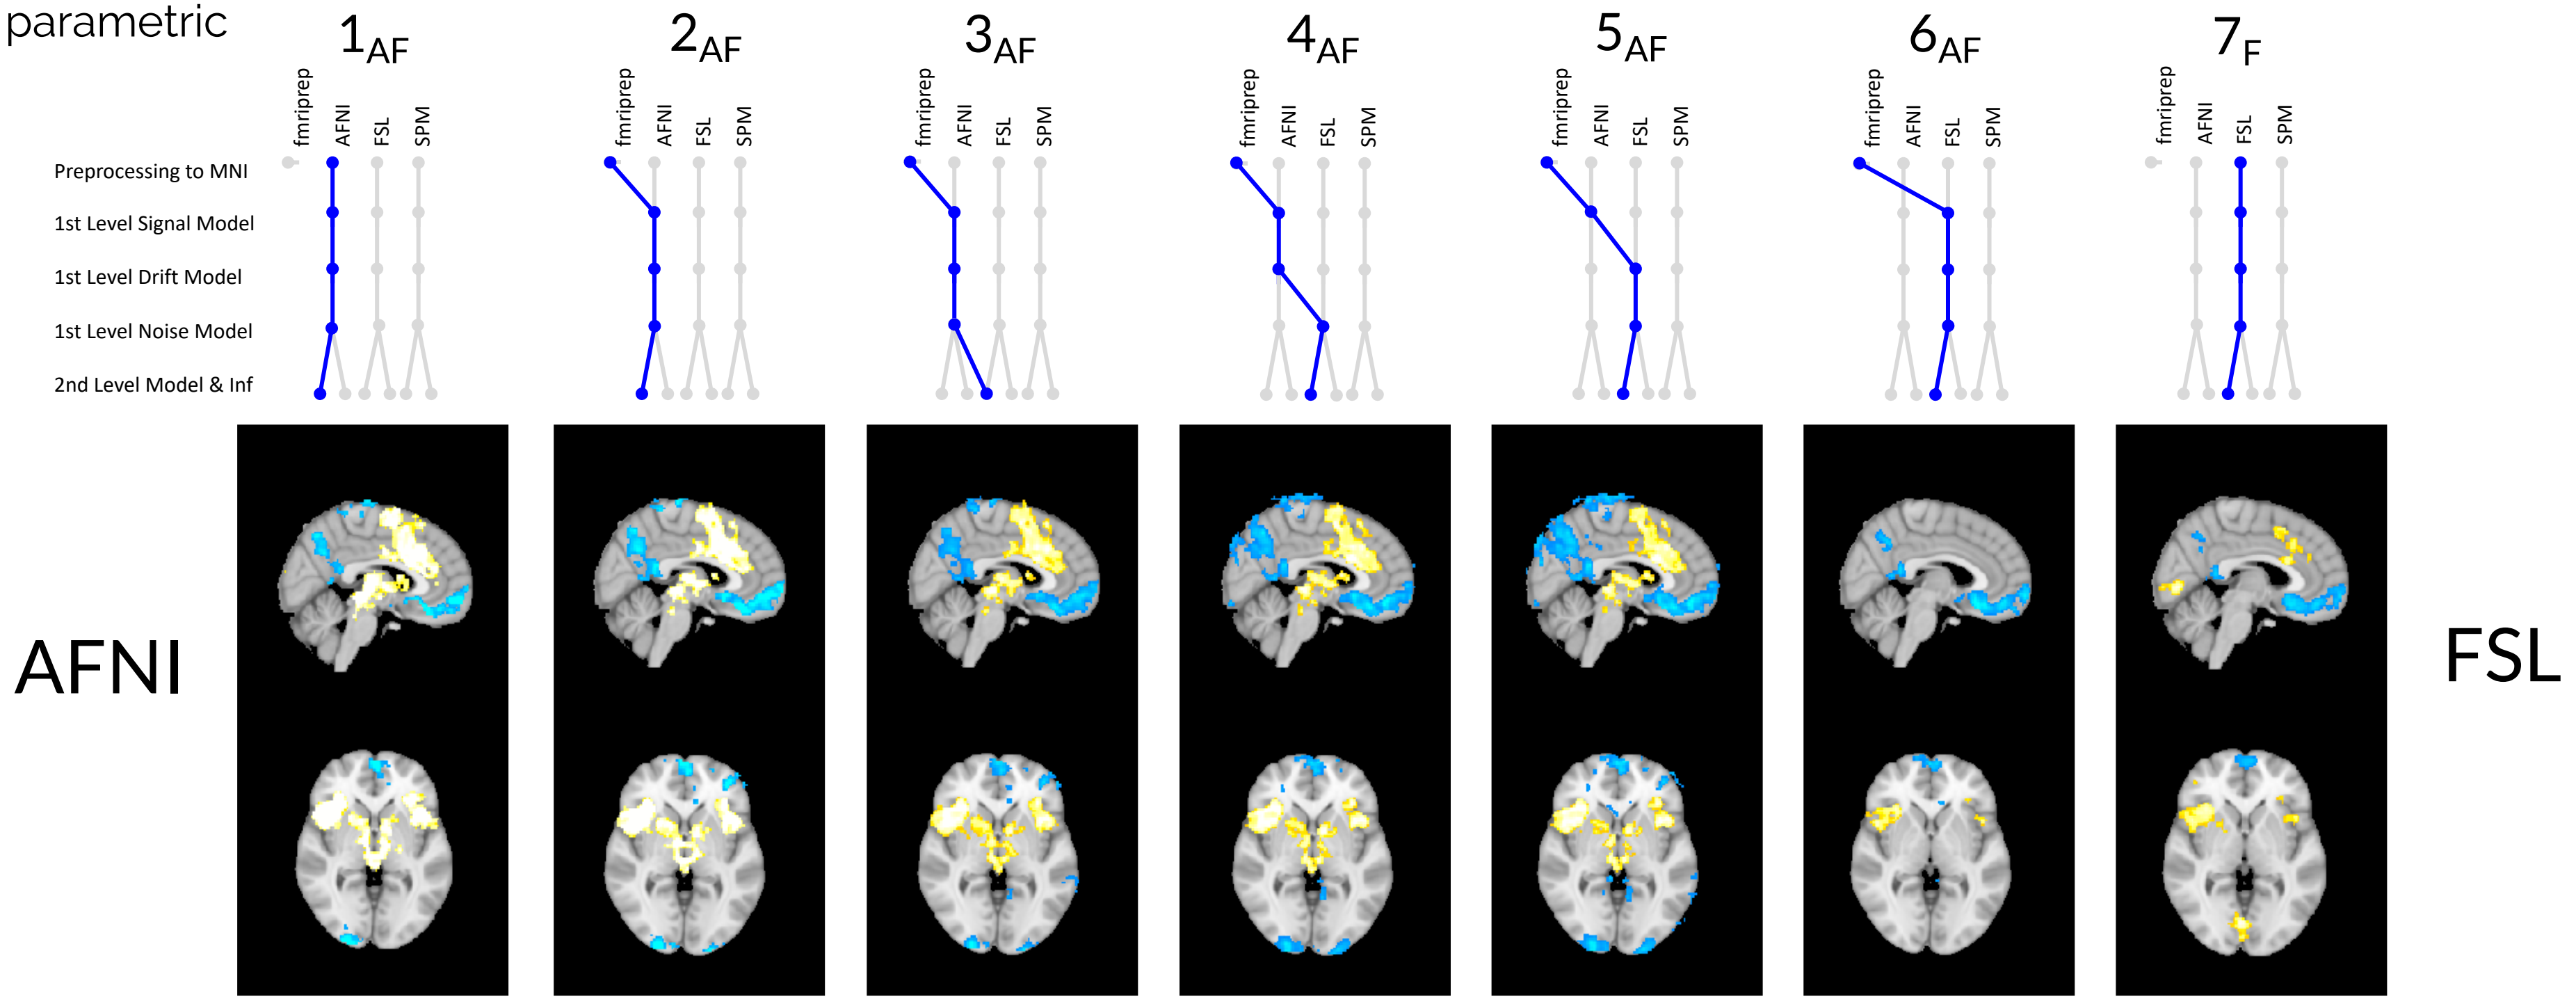 parametric
1AF
2AF
3AF
4AF
5AF
6AF
7F
fmriprep
AFNI
FSL
SPM
fmriprep
AFNI
FSL
SPM
fmriprep
AFNI
FSL
SPM
fmriprep
AFNI
FSL
SPM
fmriprep
AFNI
FSL
SPM
fmriprep
AFNI
FSL
SPM
fmriprep
AFNI
FSL
SPM
Preprocessing to MNI
1st Level Signal Model
1st Level Drift Model
1st Level Noise Model
2nd Level Model & Inf
AFNI
FSL